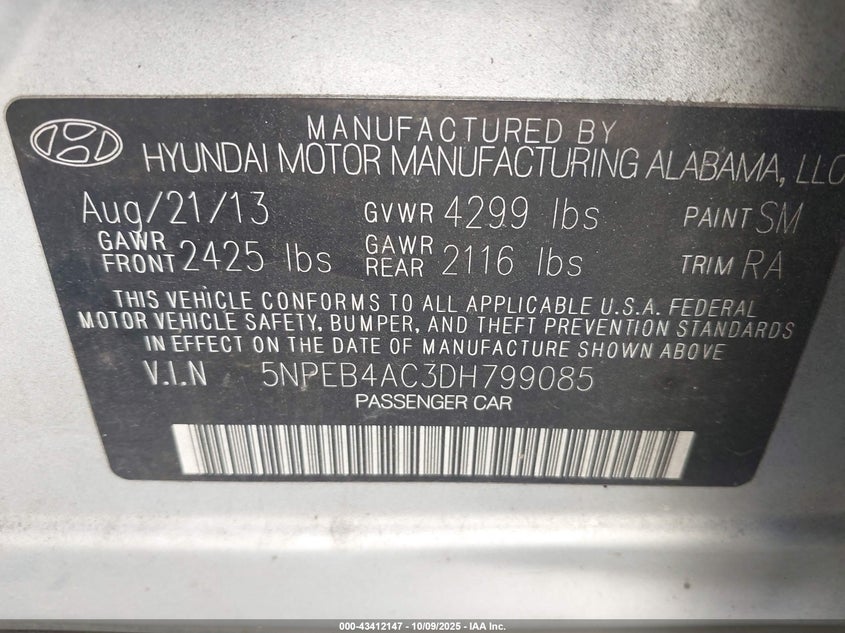 MANUFACTURED BY
HYUNDAI MOTOR MANUFACTURING ALABAMA, LLC
Aug/21/13 GVWR 4299 lbs PAINT SM
GAWR FRONT 2425 lbs GAWR REAR 2116 lbs TRIM RA
THIS VEHICLE CONFORMS TO ALL APPLICABLE U.S.A. FEDERAL
MOTOR VEHICLE SAFETY, BUMPER, AND THEFT PREVENTION STANDARDS
IN EFFECT ON THE DATE OF MANUFACTURE SHOWN ABOVE
V.I.N 5NPEB4AC3DH799085
PASSENGER CAR
000-43412147 - 10/09/2025 - IAA Inc.